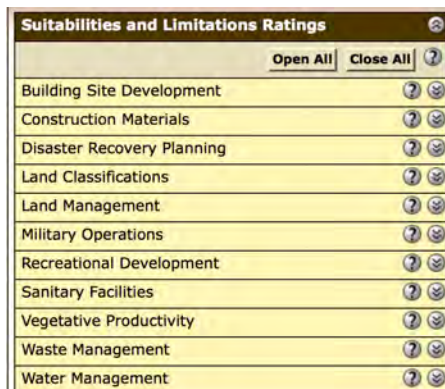 Suitabilities and Limitations Ratings
Open All Close All ?
Building Site Development ?
Construction Materials ?
Disaster Recovery Planning ?
Land Classifications ?
Land Management ?
Military Operations ?
Recreational Development ?
Sanitary Facilities ?
Vegetative Productivity ?
Waste Management ?
Water Management ?